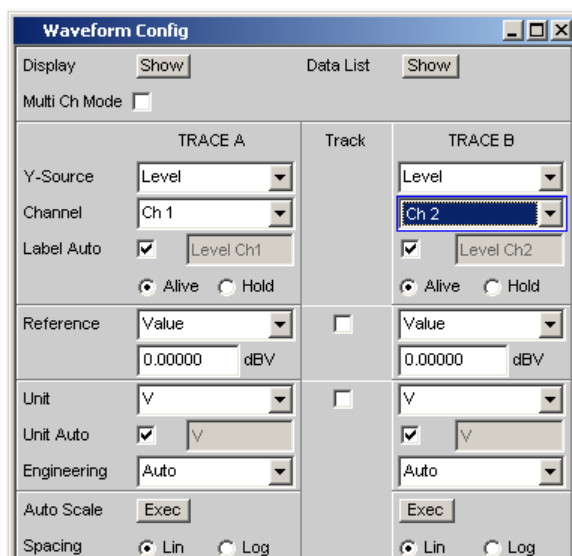 Waveform Config
Display Show Data List Show
Multi Ch Mode
TRACE A Track TRACE B
Y-Source Level Level
Channel Ch 1 Ch 2
Label Auto Level Ch1 Level Ch2
Alive Hold Alive Hold
Reference Value Value
0.00000 dBV 0.00000 dBV
Unit V V
Unit Auto V V
Engineering Auto Auto
Auto Scale Exec Exec
Spacing Lin Log Lin Log